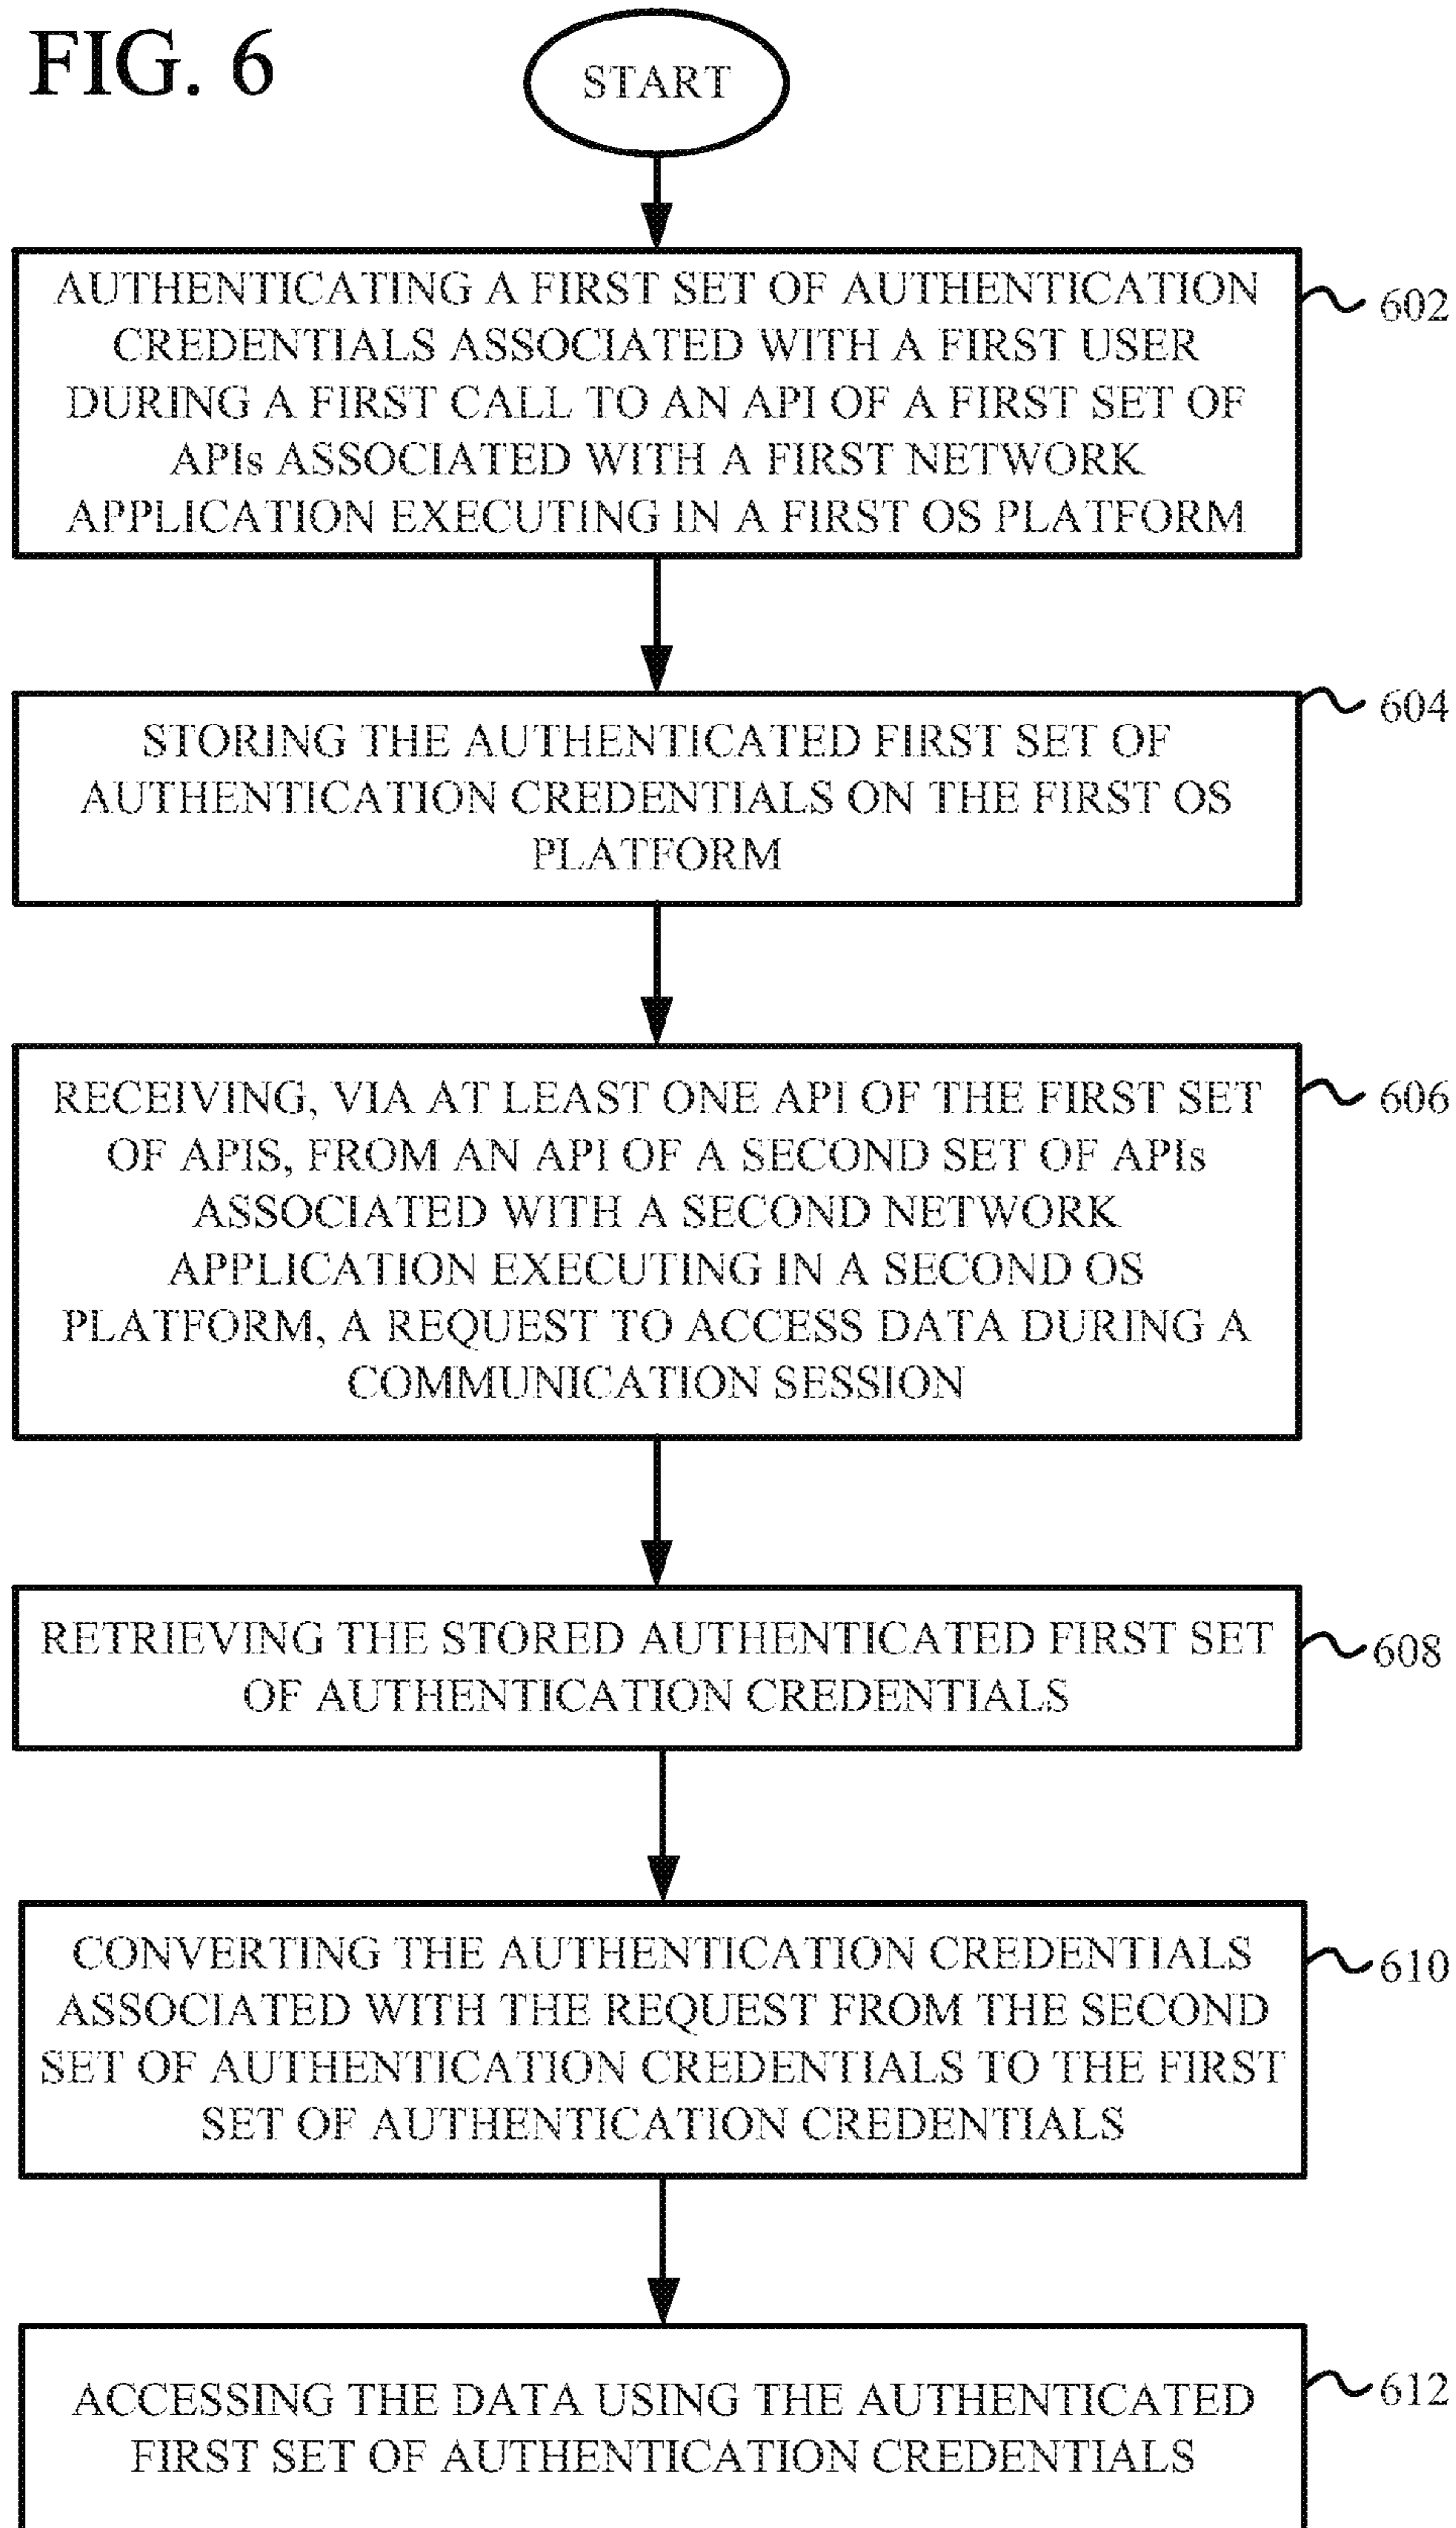 FIG. 6
START
AUTHENTICATING A FIRST SET OF AUTHENTICATION
CREDENTIALS ASSOCIATED WITH A FIRST USER
DURING A FIRST CALL TO AN API OF A FIRST SET OF
APIs ASSOCIATED WITH A FIRST NETWORK
APPLICATION EXECUTING IN A FIRST OS PLATFORM
602
STORING THE AUTHENTICATED FIRST SET OF
AUTHENTICATION CREDENTIALS ON THE FIRST OS
PLATFORM
604
RECEIVING, VIA AT LEAST ONE API OF THE FIRST SET
OF APIS, FROM AN API OF A SECOND SET OF APIs
ASSOCIATED WITH A SECOND NETWORK
APPLICATION EXECUTING IN A SECOND OS
PLATFORM, A REQUEST TO ACCESS DATA DURING A
COMMUNICATION SESSION
606
RETRIEVING THE STORED AUTHENTICATED FIRST SET
OF AUTHENTICATION CREDENTIALS
608
CONVERTING THE AUTHENTICATION CREDENTIALS
ASSOCIATED WITH THE REQUEST FROM THE SECOND
SET OF AUTHENTICATION CREDENTIALS TO THE FIRST
SET OF AUTHENTICATION CREDENTIALS
610
ACCESSING THE DATA USING THE AUTHENTICATED
FIRST SET OF AUTHENTICATION CREDENTIALS
612